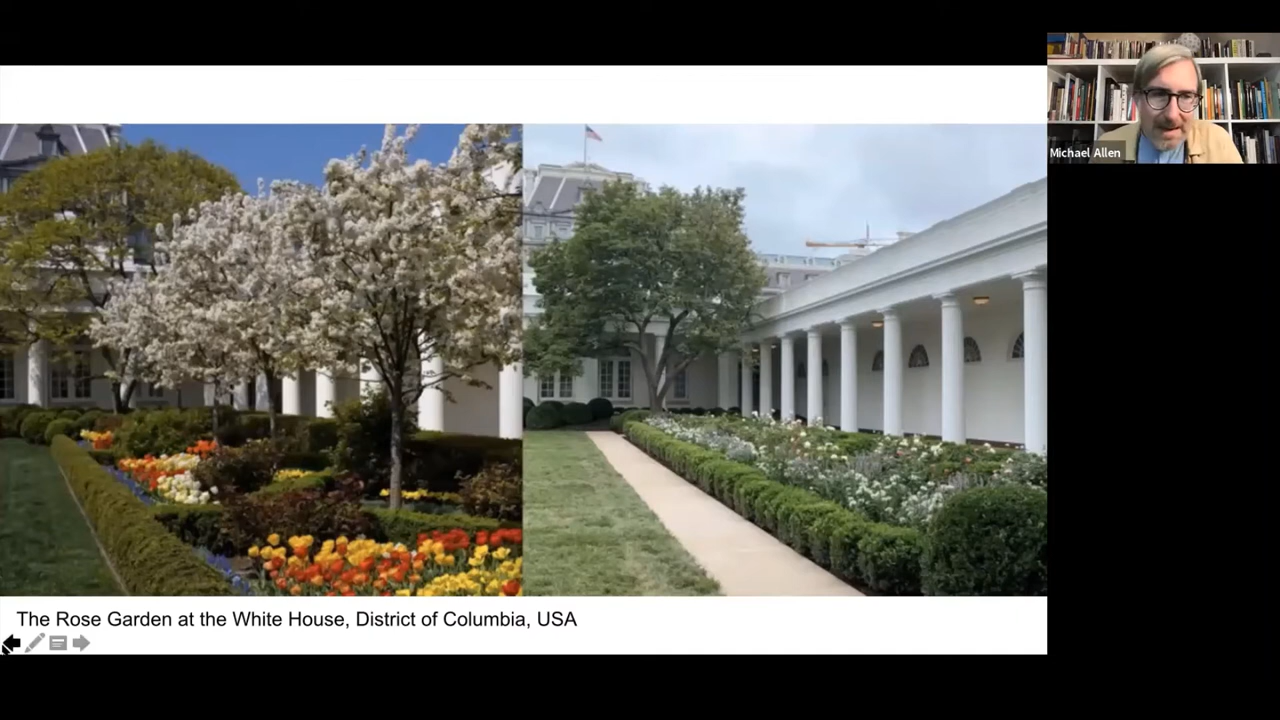 Michael Allen
The Rose Garden at the White House, District of Columbia, USA